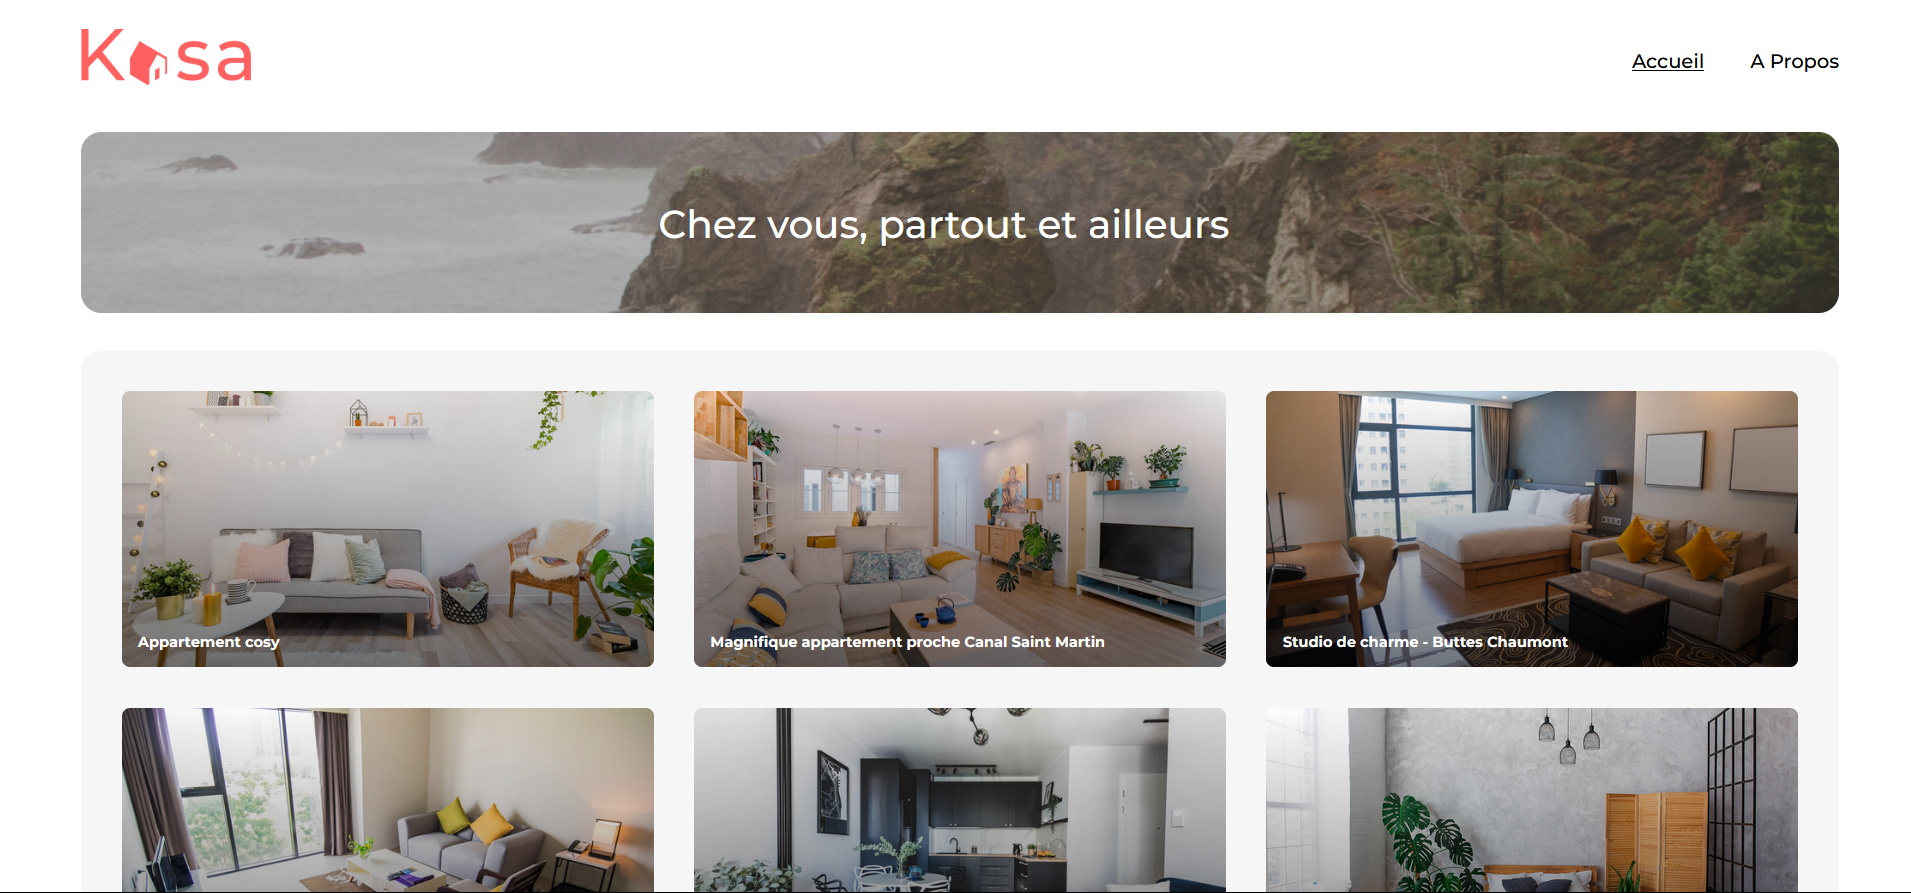 Kasa
Accueil
A Propos
Chez vous, partout et ailleurs
Appartement cosy
Magnifique appartement proche Canal Saint Martin
Studio de charme - Buttes Chaumont